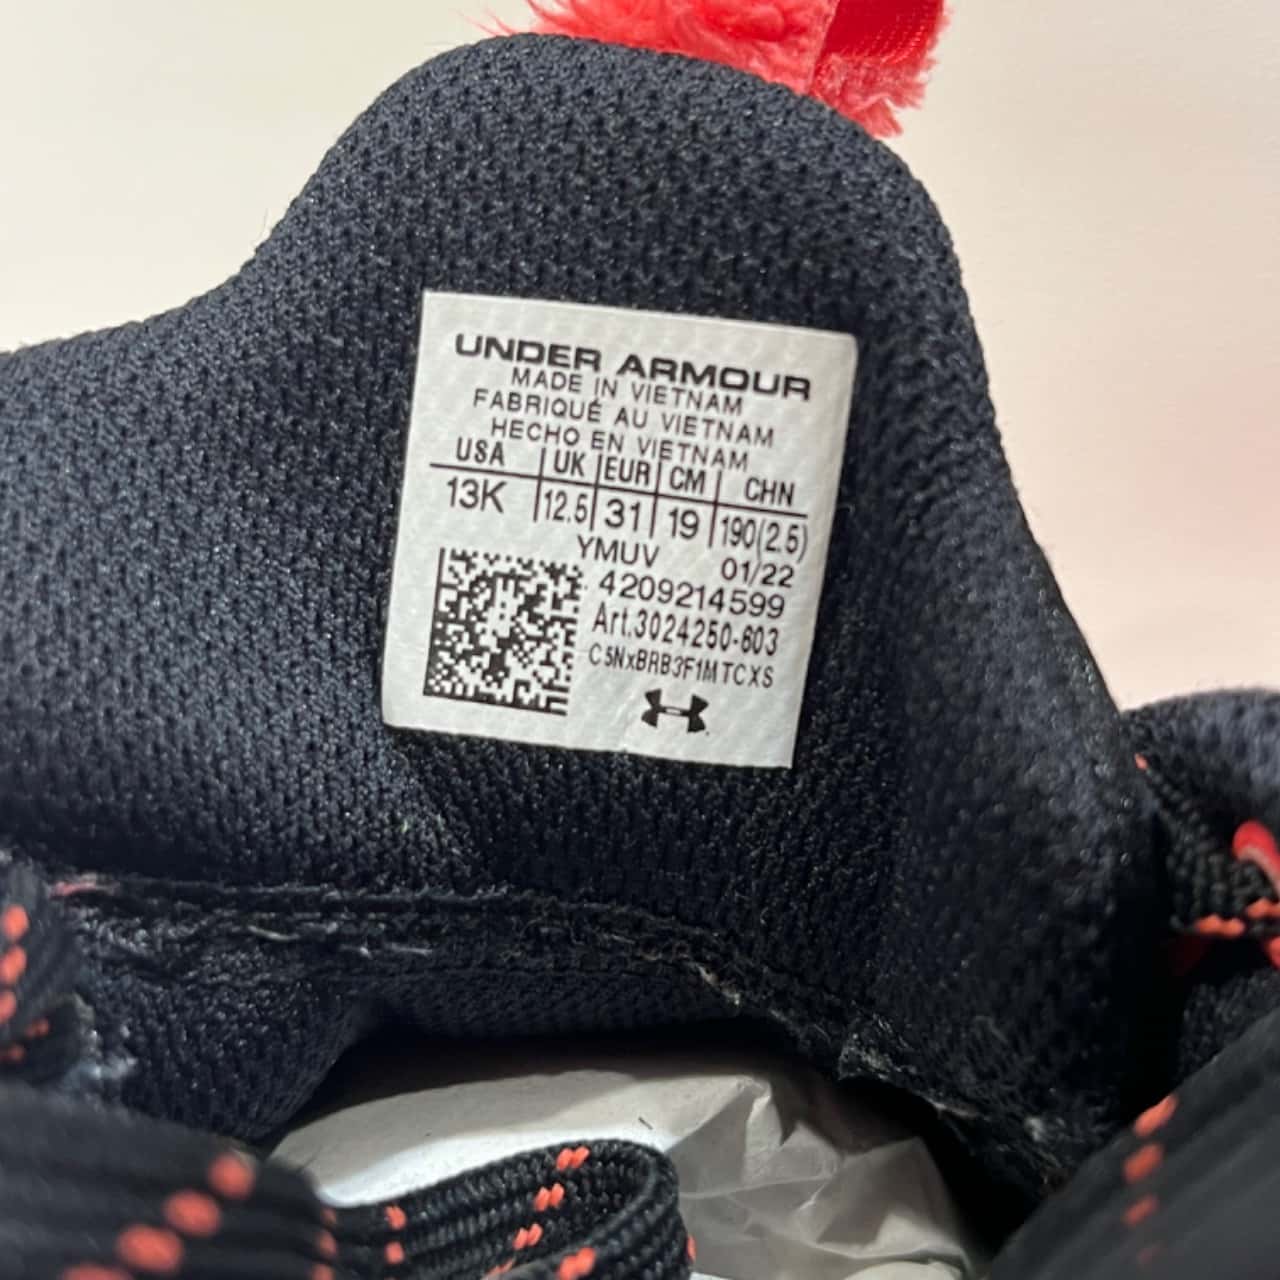 UNDER ARMOUR
MADE IN VIETNAM
FABRIQUÉ AU VIETNAM
HECHO EN VIETNAM
USA UK EUR CM CHN
13K 12.5 31 19 190(2.5)
YMUV 01/22
4209214599
Art.3024250-603
C5NxBRB3F1MTCXS